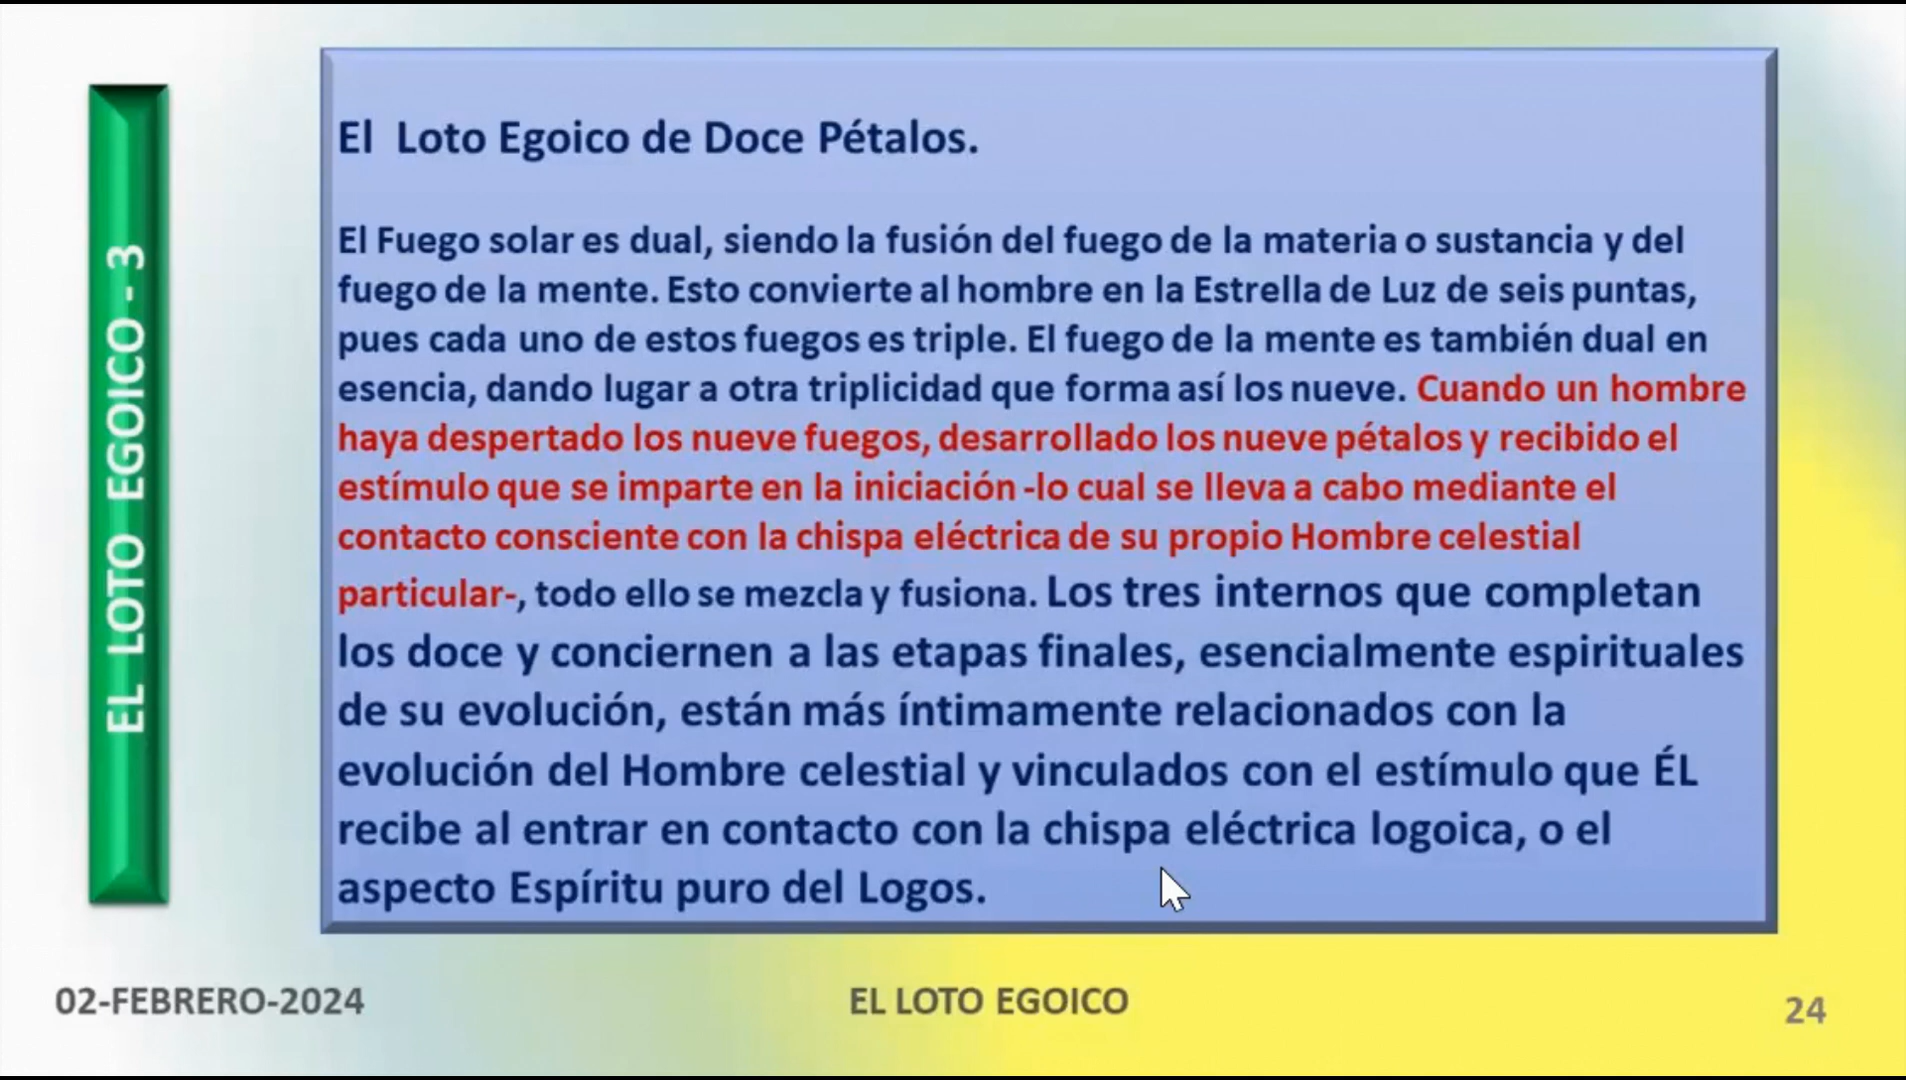 EL LOTO EGOICO - 3
El Loto Egoico de Doce Pétalos.
El Fuego solar es dual, siendo la fusión del fuego de la materia o sustancia y del
fuego de la mente. Esto convierte al hombre en la Estrella de Luz de seis puntas,
pues cada uno de estos fuegos es triple. El fuego de la mente es también dual en
esencia, dando lugar a otra triplicidad que forma así los nueve. Cuando un hombre
haya despertado los nueve fuegos, desarrollado los nueve pétalos y recibido el
estímulo que se imparte en la iniciación -lo cual se lleva a cabo mediante el
contacto consciente con la chispa eléctrica de su propio Hombre celestial
particular-, todo ello se mezcla y fusiona. Los tres internos que completan
los doce y conciernen a las etapas finales, esencialmente espirituales
de su evolución, están más íntimamente relacionados con la
evolución del Hombre celestial y vinculados con el estímulo que ÉL
recibe al entrar en contacto con la chispa eléctrica logoica, o el
aspecto Espíritu puro del Logos.
02-FEBRERO-2024
EL LOTO EGOICO
24